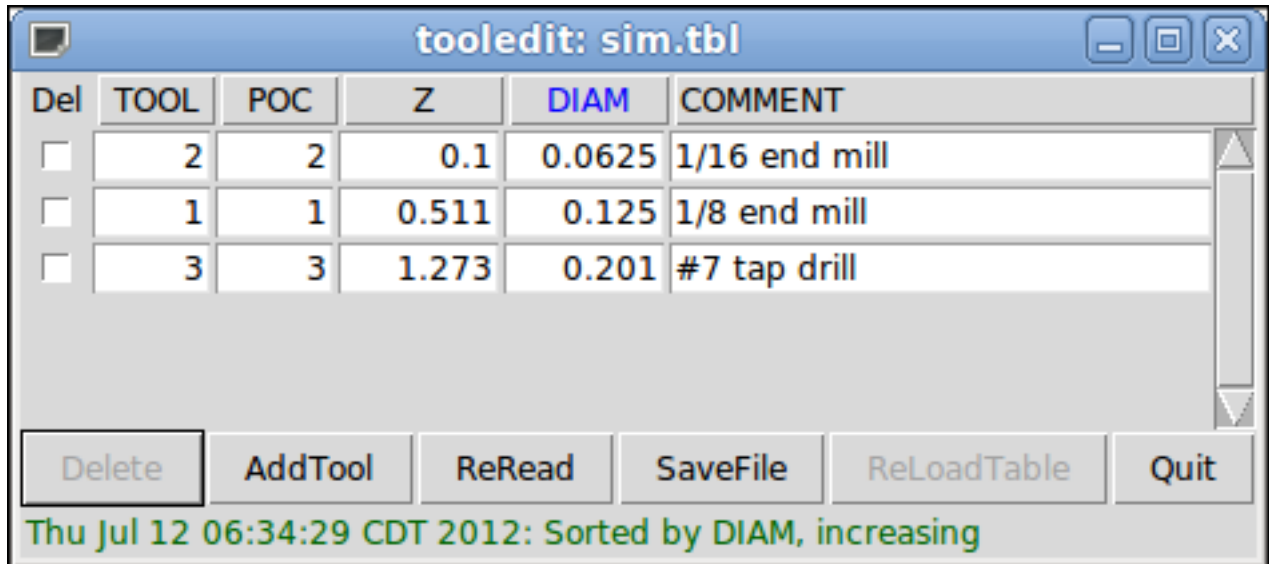 tooledit: sim.tbl
Del TOOL POC Z DIAM COMMENT
2 2 0.1 0.0625 1/16 end mill
1 1 0.511 0.125 1/8 end mill
3 3 1.273 0.201 #7 tap drill
Delete AddTool ReRead SaveFile ReLoadTable Quit
Thu Jul 12 06:34:29 CDT 2012: Sorted by DIAM, increasing